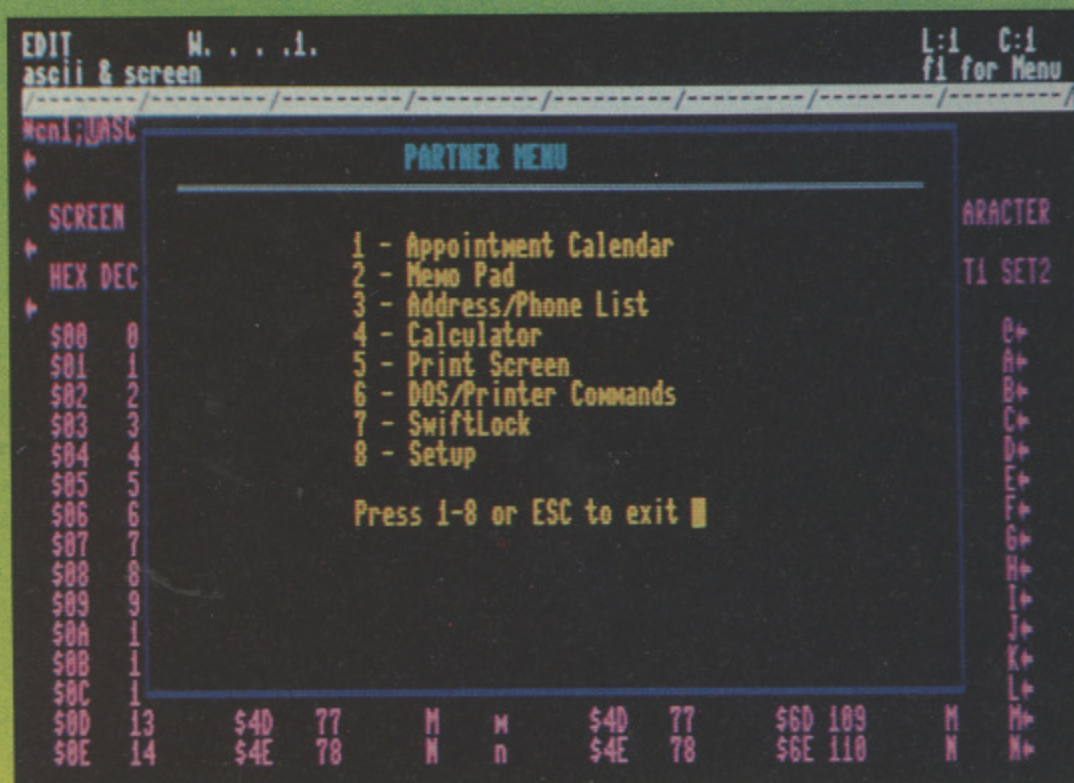 EDIT W. . . .1. L:1 C:1
ascii & screen f1 for Menu
/--------/---------/---------/---------/---------/---------/---------/---------/
cn1; ASC
PARTNER MENU
SCREEN ARACTER
1 - Appointment Calendar
HEX DEC 2 - Memo Pad T1 SET2
3 - Address/Phone List
$00 0 4 - Calculator @←
$01 1 5 - Print Screen A←
$02 2 6 - DOS/Printer Commands B←
$03 3 7 - SwiftLock C←
$04 4 8 - Setup D←
$05 5 E←
$06 6 Press 1-8 or ESC to exit F←
$07 7 G←
$08 8 H←
$09 9 I←
$0A 1 J←
$0B 1 K←
$0C 1 L←
$0D 13 $4D 77 M m $4D 77 $6D 109 M M←
$0E 14 $4E 78 N n $4E 78 $6E 110 N N←